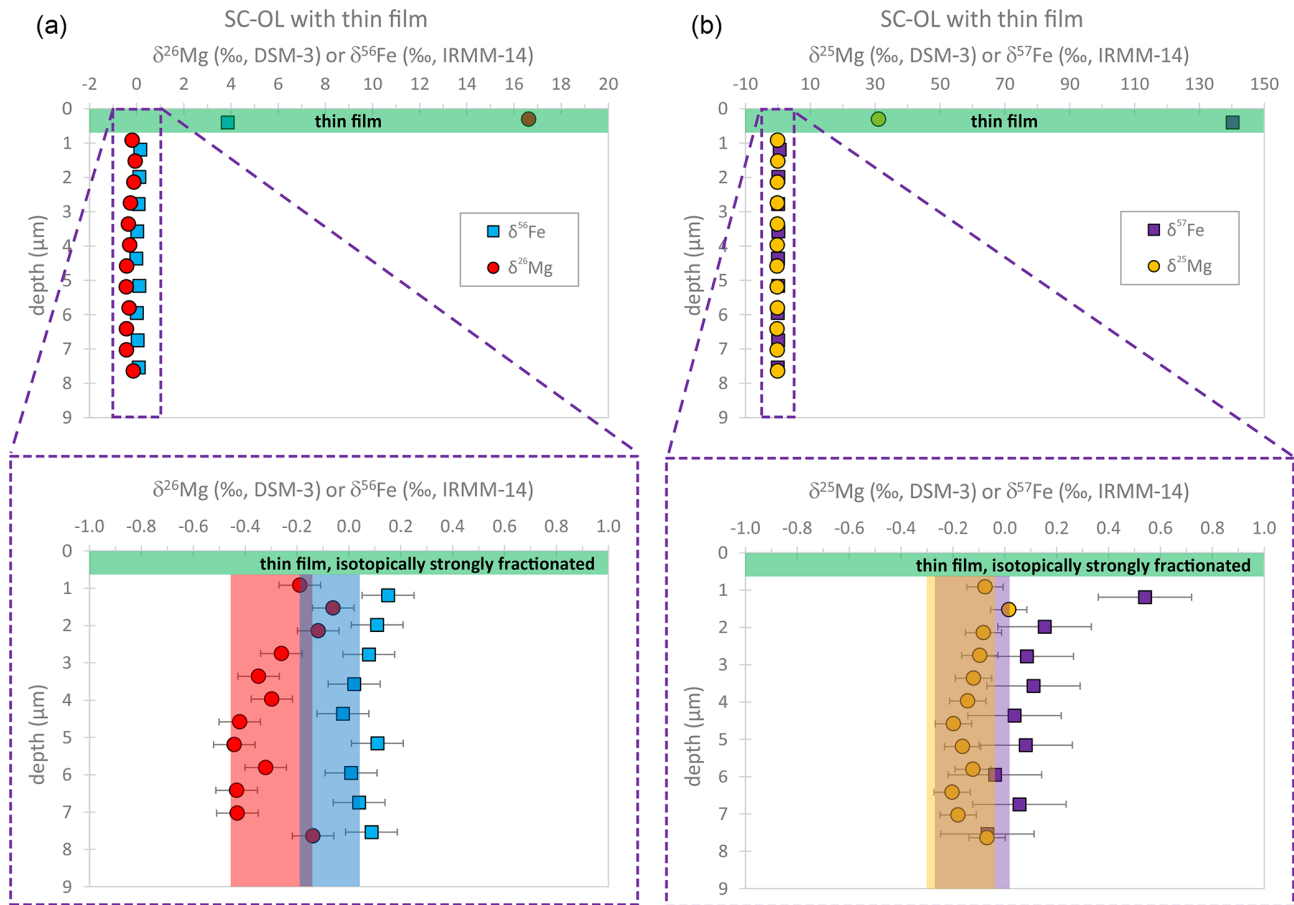 (a)
SC-OL with thin film
δ²⁶Mg (‰, DSM-3) or δ⁵⁶Fe (‰, IRMM-14)
-2 0 2 4 6 8 10 12 14 16 18 20
0
1
2
3
4
5
6
7
8
9
depth (μm)
thin film
δ⁵⁶Fe
δ²⁶Mg
(b)
SC-OL with thin film
δ²⁵Mg (‰, DSM-3) or δ⁵⁷Fe (‰, IRMM-14)
-10 10 30 50 70 90 110 130 150
0
1
2
3
4
5
6
7
8
9
depth (μm)
thin film
δ⁵⁷Fe
δ²⁵Mg
δ²⁶Mg (‰, DSM-3) or δ⁵⁶Fe (‰, IRMM-14)
-1.0 -0.8 -0.6 -0.4 -0.2 0.0 0.2 0.4 0.6 0.8 1.0
0
1
2
3
4
5
6
7
8
9
depth (μm)
thin film, isotopically strongly fractionated
δ²⁵Mg (‰, DSM-3) or δ⁵⁷Fe (‰, IRMM-14)
-1.0 -0.8 -0.6 -0.4 -0.2 0.0 0.2 0.4 0.6 0.8 1.0
0
1
2
3
4
5
6
7
8
9
depth (μm)
thin film, isotopically strongly fractionated